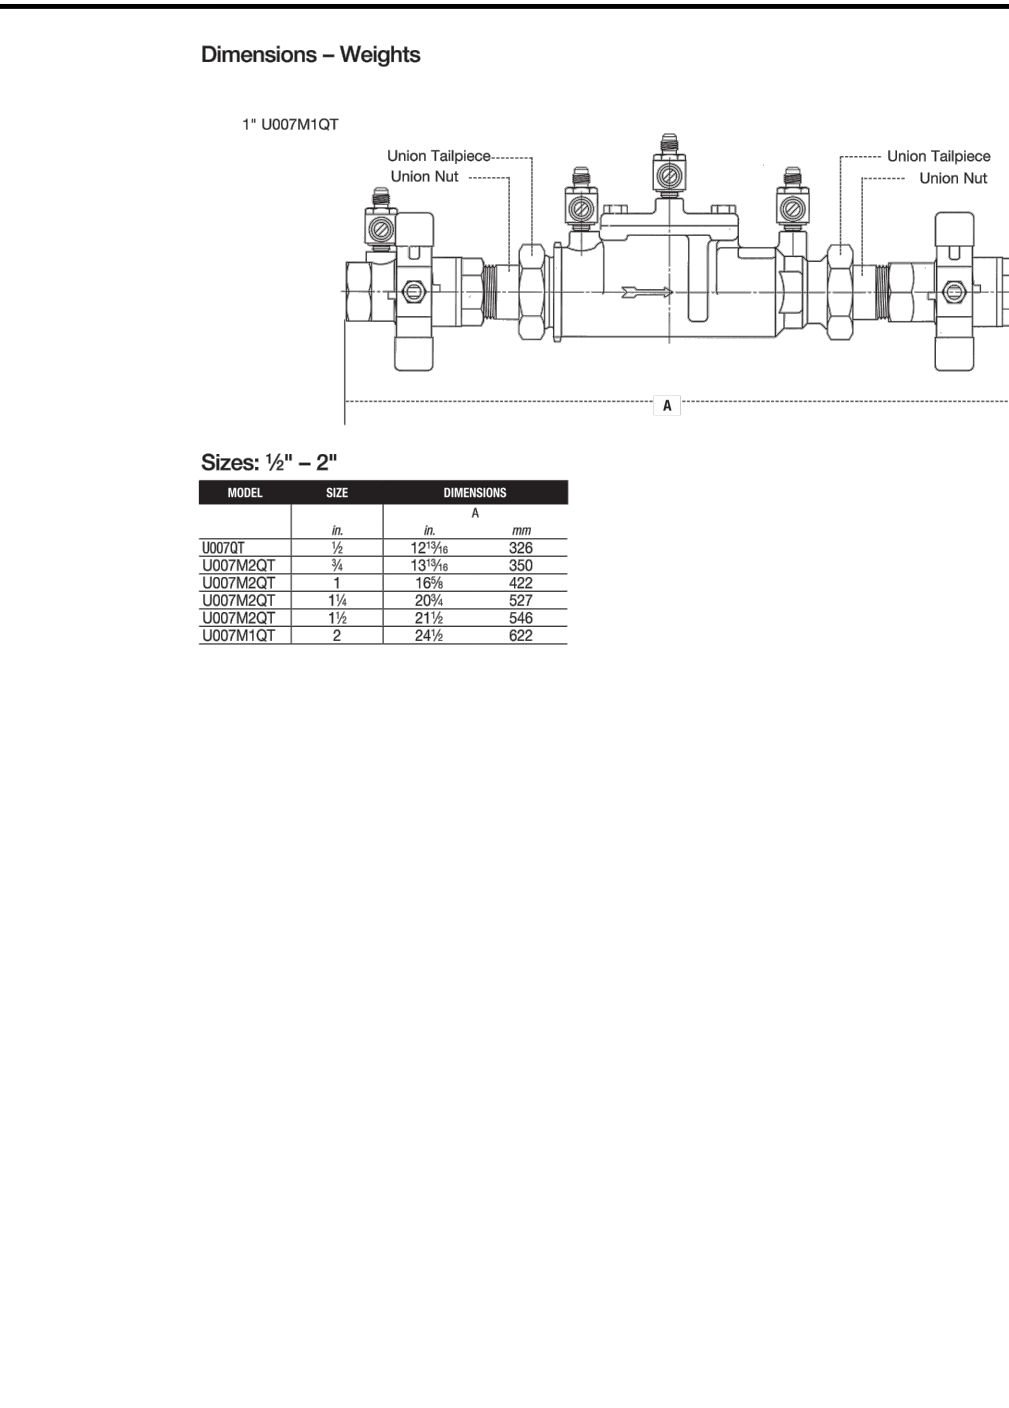 Dimensions – Weights
1" U007M1QT
Union Tailpiece
Union Tailpiece
Union Nut
Union Nut
A
Sizes: ½" – 2"
MODEL SIZE DIMENSIONS
A
in. in. mm
U007QT ½ 12¹³⁄₁₆ 326
U007M2QT ¾ 13¹³⁄₁₆ 350
U007M2QT 1 16⅝ 422
U007M2QT 1¼ 20¾ 527
U007M2QT 1½ 21½ 546
U007M1QT 2 24½ 622